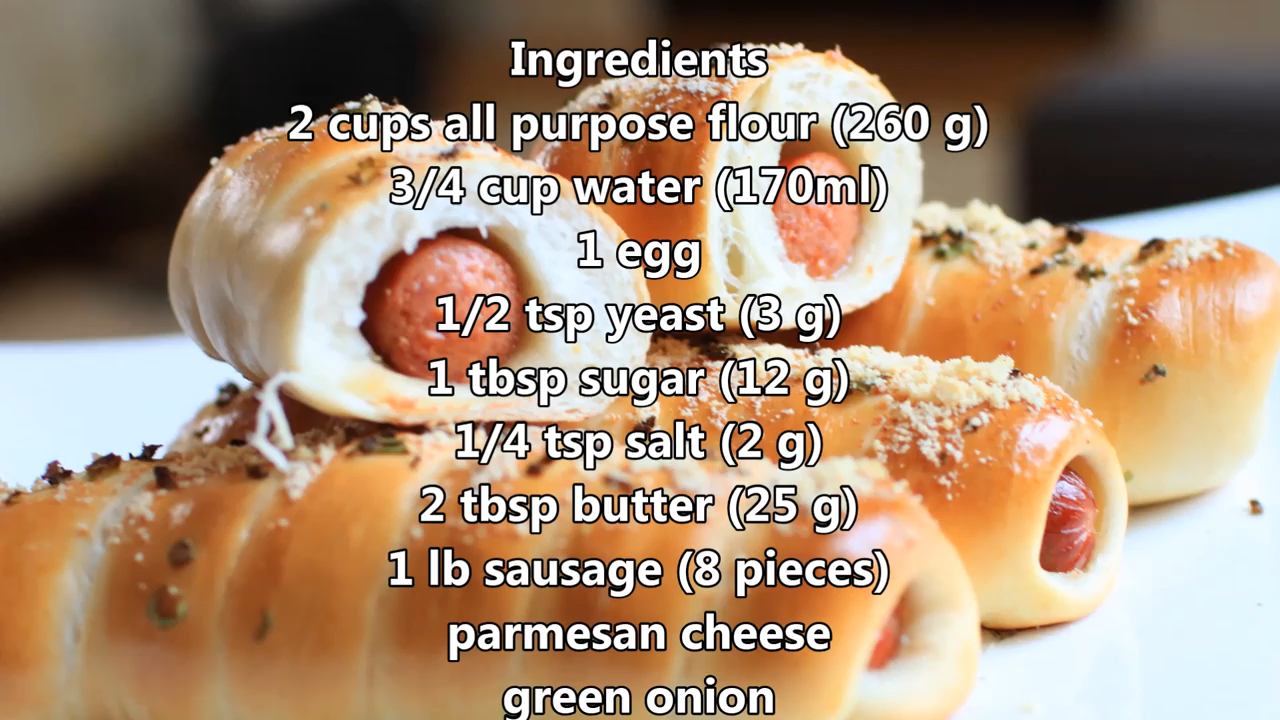 Ingredients
2 cups all purpose flour (260 g)
3/4 cup water (170ml)
1 egg
1/2 tsp yeast (3 g)
1 tbsp sugar (12 g)
1/4 tsp salt (2 g)
2 tbsp butter (25 g)
1 lb sausage (8 pieces)
parmesan cheese
green onion